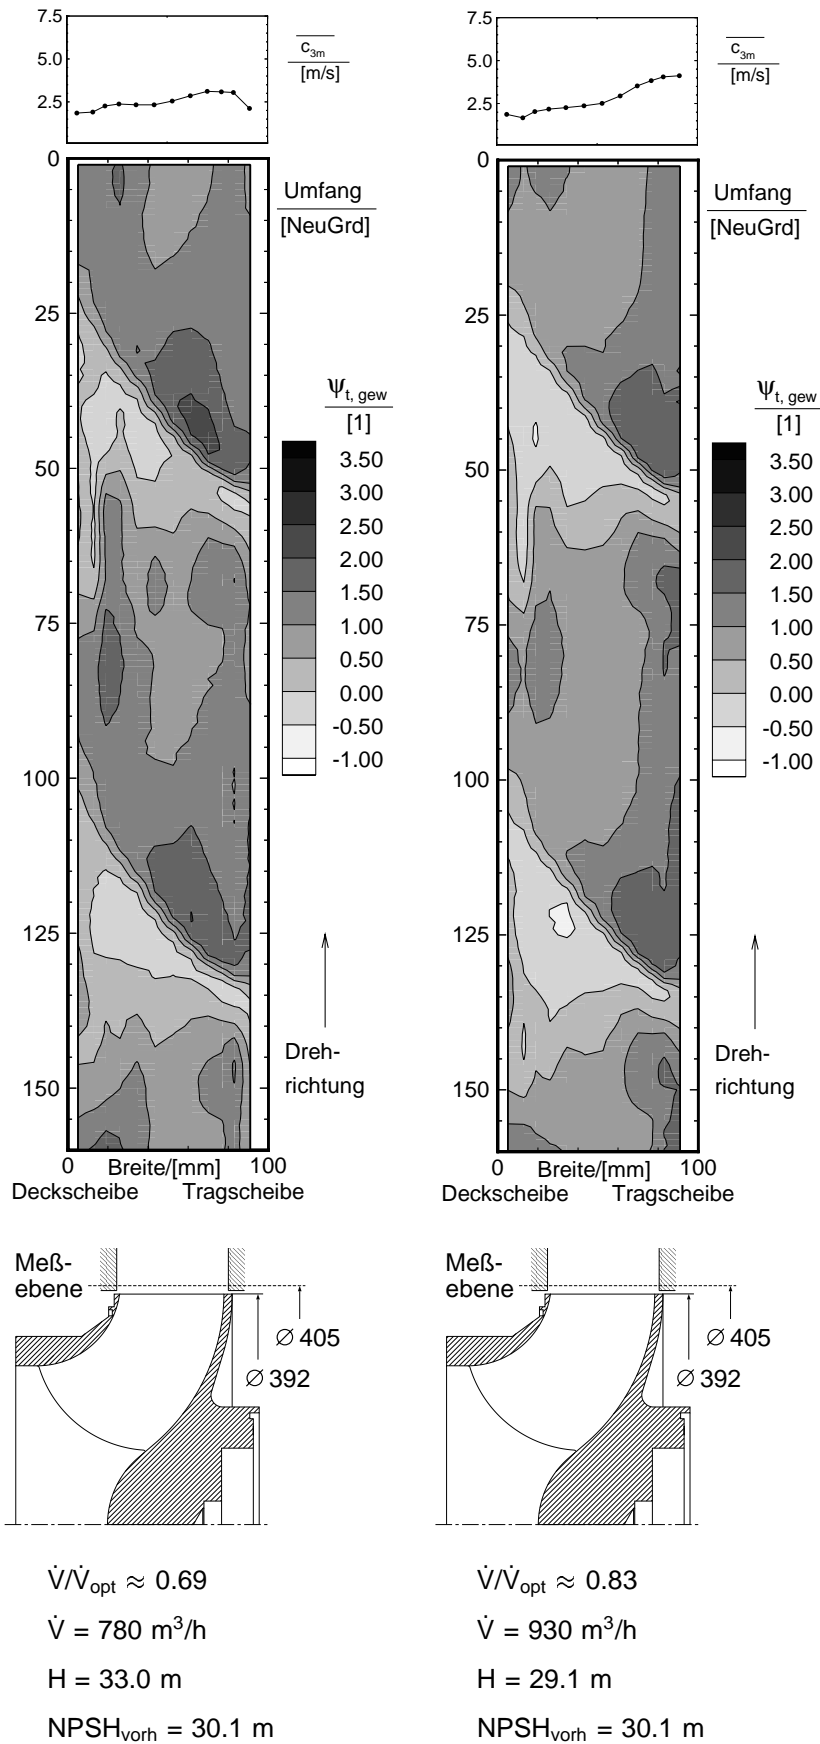 7.5
5.0
2.5
c3m
[m/s]
0
25
50
75
100
125
150
Umfang
[NeuGrd]
ψt, gew
[1]
3.50
3.00
2.50
2.00
1.50
1.00
0.50
0.00
-0.50
-1.00
Dreh-
richtung
0 Breite/[mm] 100
Deckscheibe Tragscheibe
Meß-
ebene
∅ 405
∅ 392
V̇/V̇opt ≈ 0.69
V̇ = 780 m³/h
H = 33.0 m
NPSHvorh = 30.1 m
7.5
5.0
2.5
c3m
[m/s]
0
25
50
75
100
125
150
Umfang
[NeuGrd]
ψt, gew
[1]
3.50
3.00
2.50
2.00
1.50
1.00
0.50
0.00
-0.50
-1.00
Dreh-
richtung
0 Breite/[mm] 100
Deckscheibe Tragscheibe
Meß-
ebene
∅ 405
∅ 392
V̇/V̇opt ≈ 0.83
V̇ = 930 m³/h
H = 29.1 m
NPSHvorh = 30.1 m